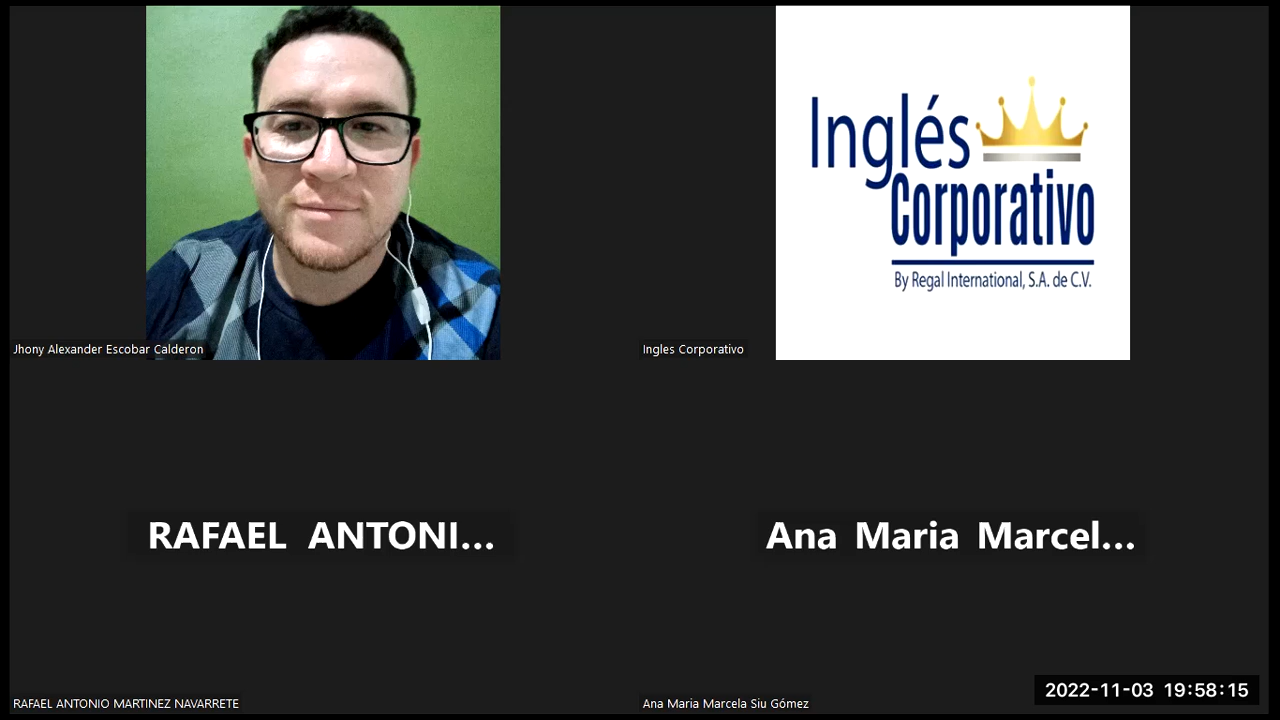 Inglés
Corporativo
By Regal International, S.A. de C.V.
Jhony Alexander Escobar Calderon
Ingles Corporativo
RAFAEL ANTONI...
Ana Maria Marcel...
RAFAEL ANTONIO MARTINEZ NAVARRETE
Ana Maria Marcela Siu Gómez
2022-11-03 19:58:15